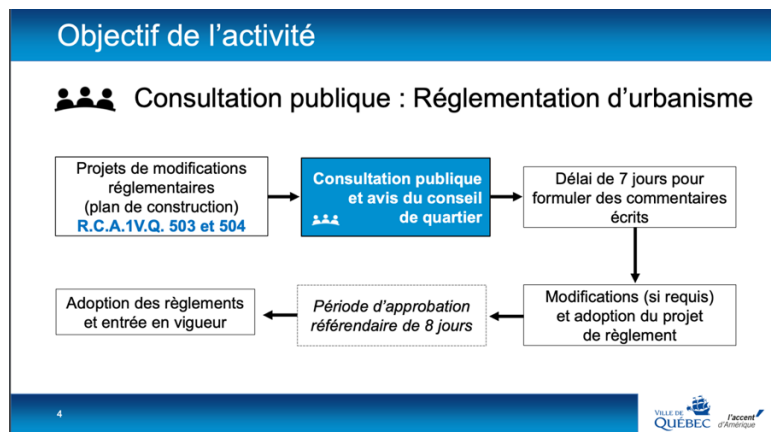 Objectif de l'activité
Consultation publique : Réglementation d'urbanisme
Projets de modifications
réglementaires
(plan de construction)
R.C.A.1V.Q. 503 et 504
Consultation publique
et avis du conseil
de quartier
Délai de 7 jours pour
formuler des commentaires
écrits
Modifications (si requis)
et adoption du projet
de règlement
Période d'approbation
référendaire de 8 jours
Adoption des règlements
et entrée en vigueur
4
VILLE DE
QUÉBEC
l'accent
d'Amérique